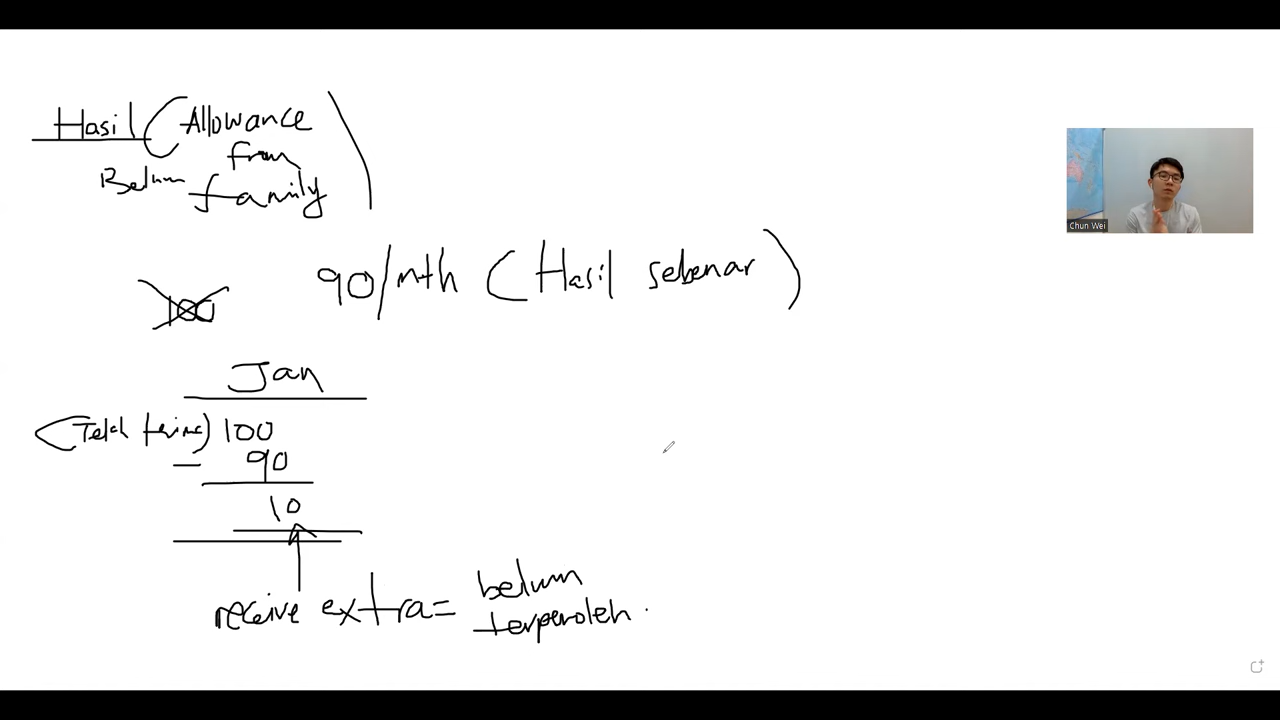 Hasil (Allowance
from
Belum family)
100
90/mth (Hasil sebenar)
Jan
(Telah terima) 100
- 90
10
receive extra = belum
terperoleh.
Chun Wei